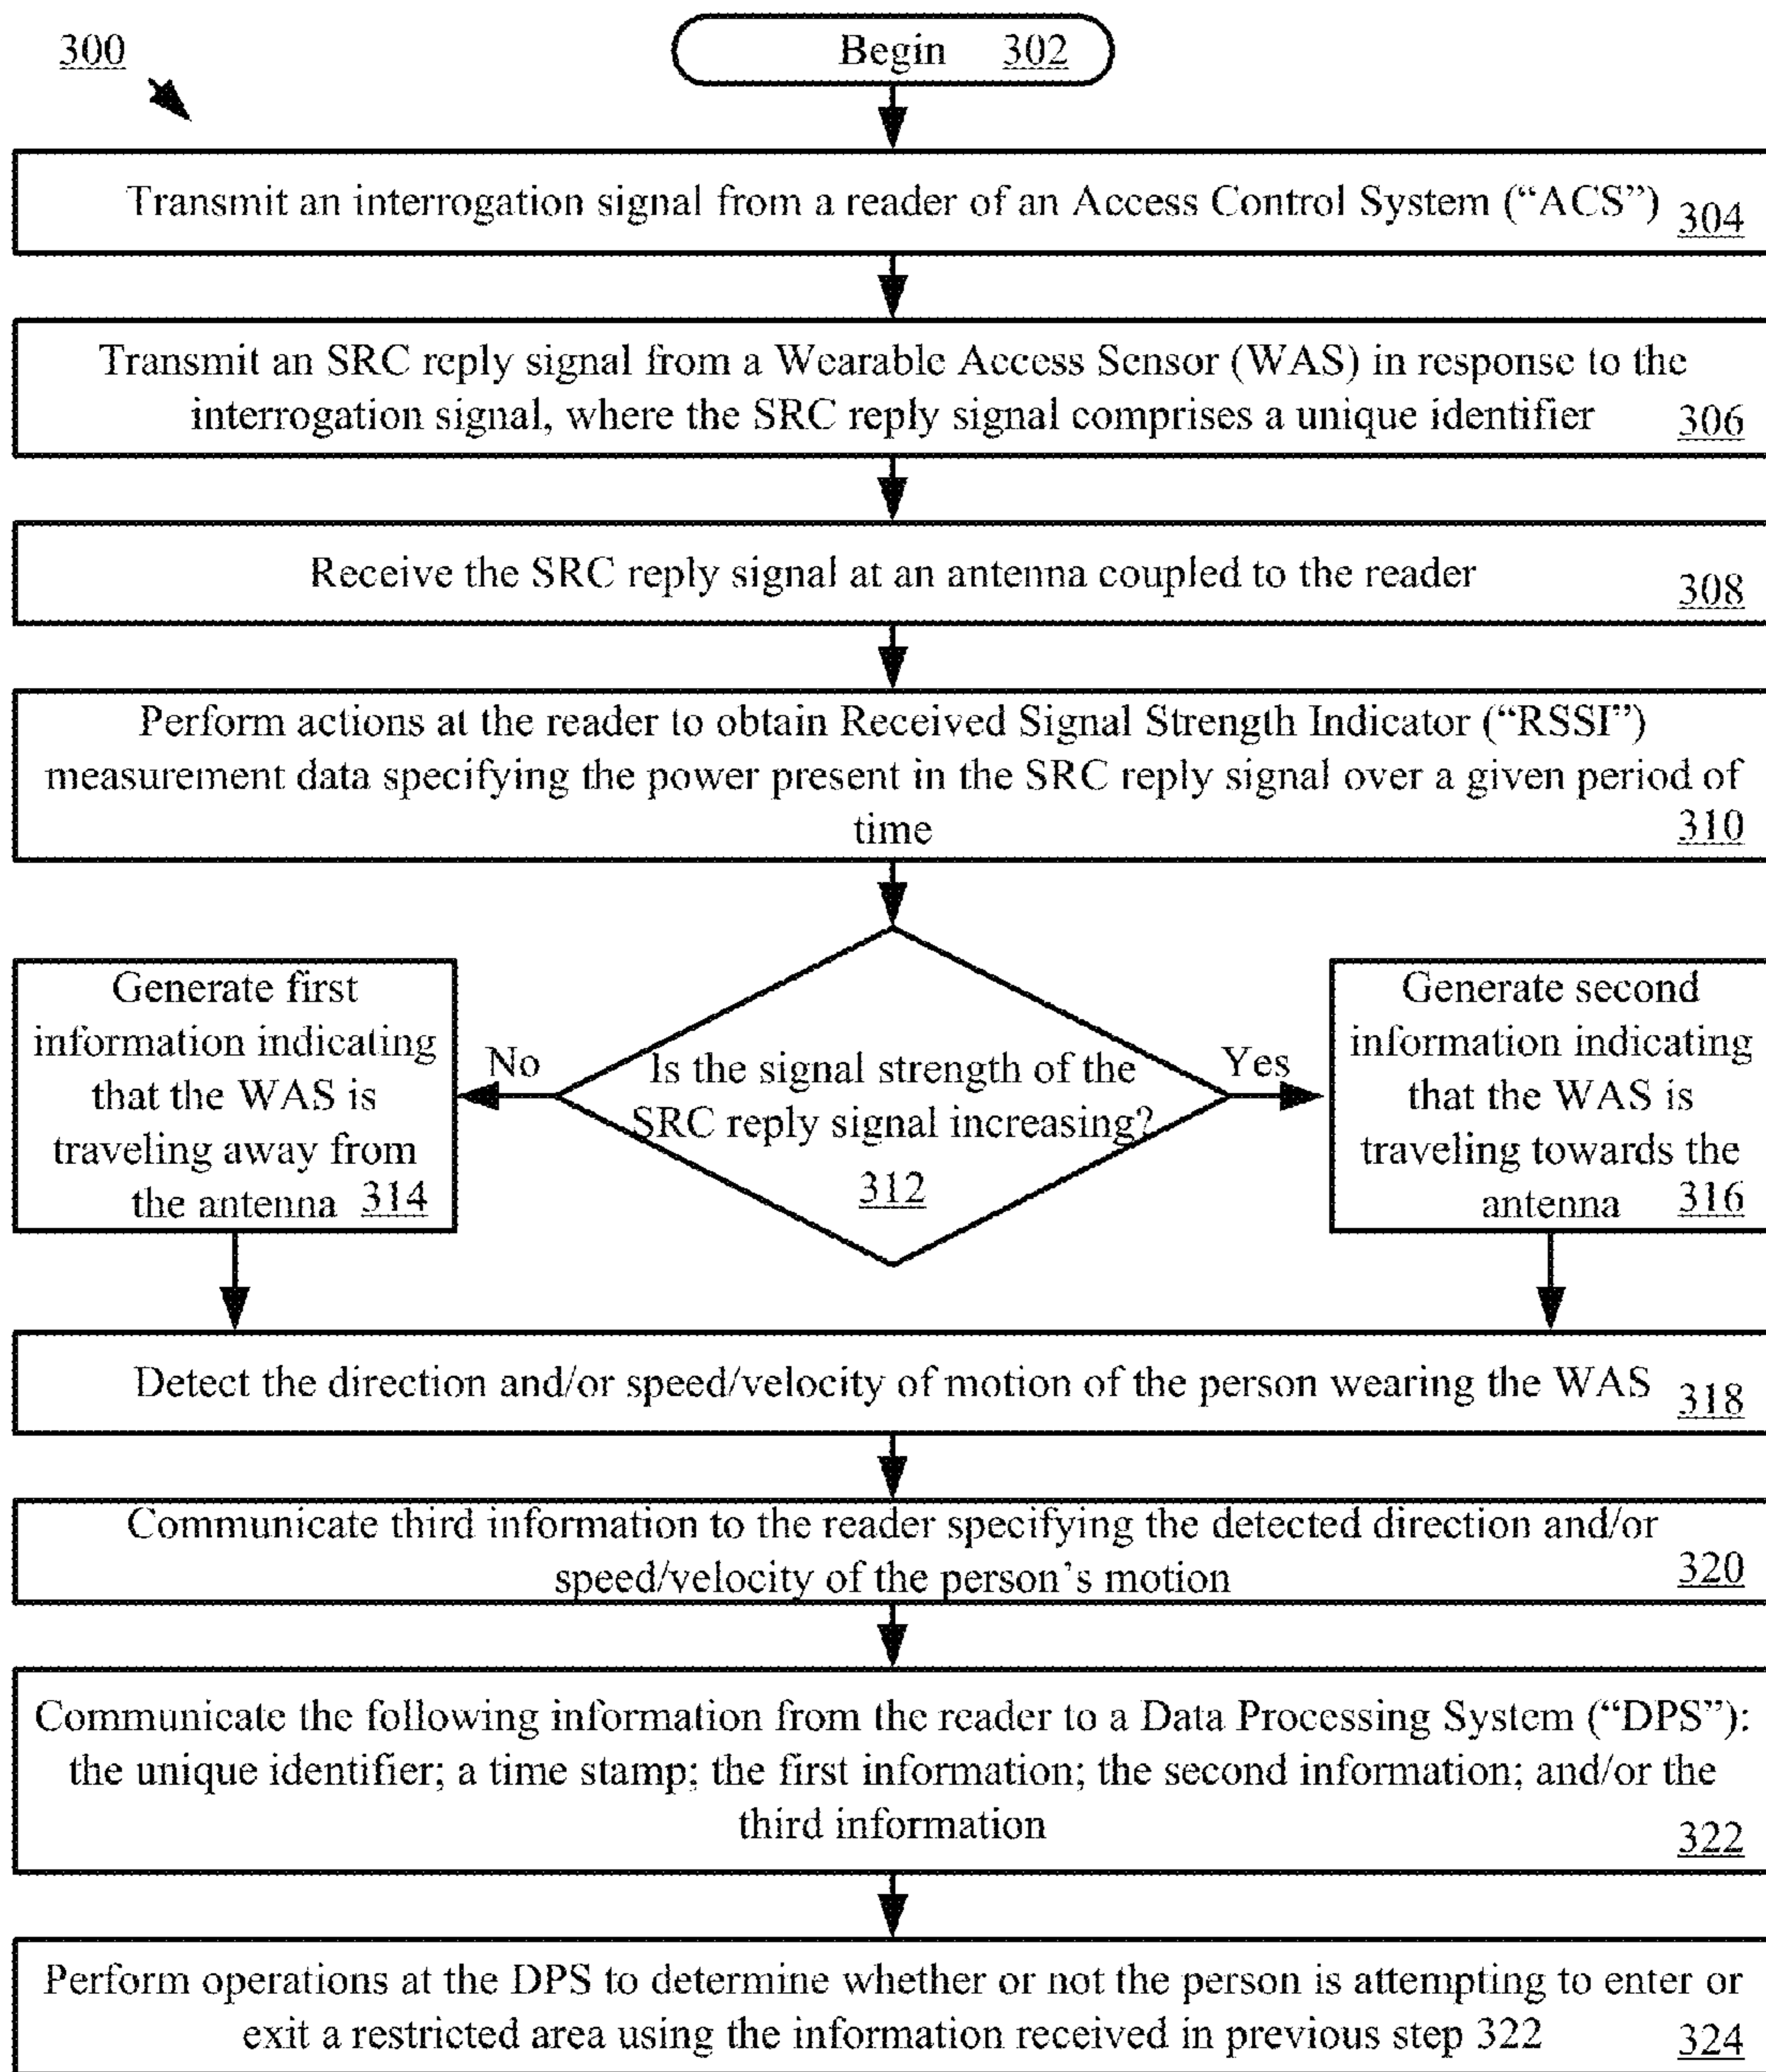 300
Begin 302
Transmit an interrogation signal from a reader of an Access Control System (“ACS”) 304
Transmit an SRC reply signal from a Wearable Access Sensor (WAS) in response to the
interrogation signal, where the SRC reply signal comprises a unique identifier 306
Receive the SRC reply signal at an antenna coupled to the reader 308
Perform actions at the reader to obtain Received Signal Strength Indicator (“RSSI”)
measurement data specifying the power present in the SRC reply signal over a given period of
time 310
Generate first
information indicating
that the WAS is
traveling away from
the antenna 314
No
Is the signal strength of the
SRC reply signal increasing?
312
Yes
Generate second
information indicating
that the WAS is
traveling towards the
antenna 316
Detect the direction and/or speed/velocity of motion of the person wearing the WAS 318
Communicate third information to the reader specifying the detected direction and/or
speed/velocity of the person’s motion 320
Communicate the following information from the reader to a Data Processing System (“DPS”):
the unique identifier; a time stamp; the first information; the second information; and/or the
third information 322
Perform operations at the DPS to determine whether or not the person is attempting to enter or
exit a restricted area using the information received in previous step 322 324